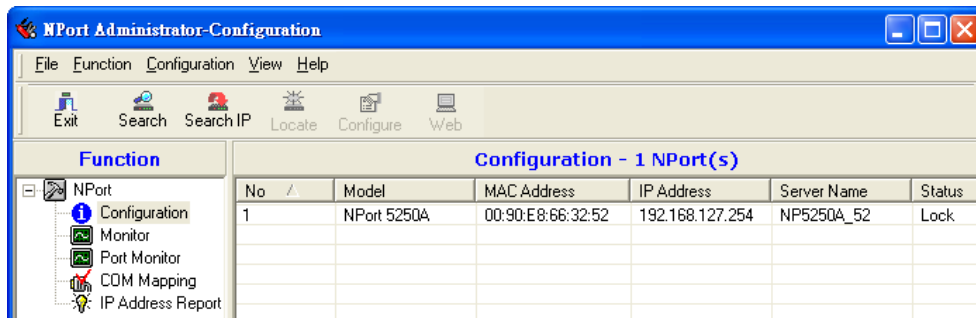 NPort Administrator-Configuration
File Function Configuration View Help
Exit Search Search IP Locate Configure Web
Function
Configuration - 1 NPort(s)
NPort
Configuration
Monitor
Port Monitor
COM Mapping
IP Address Report
No Model MAC Address IP Address Server Name Status
1 NPort 5250A 00:90:E8:66:32:52 192.168.127.254 NP5250A_52 Lock